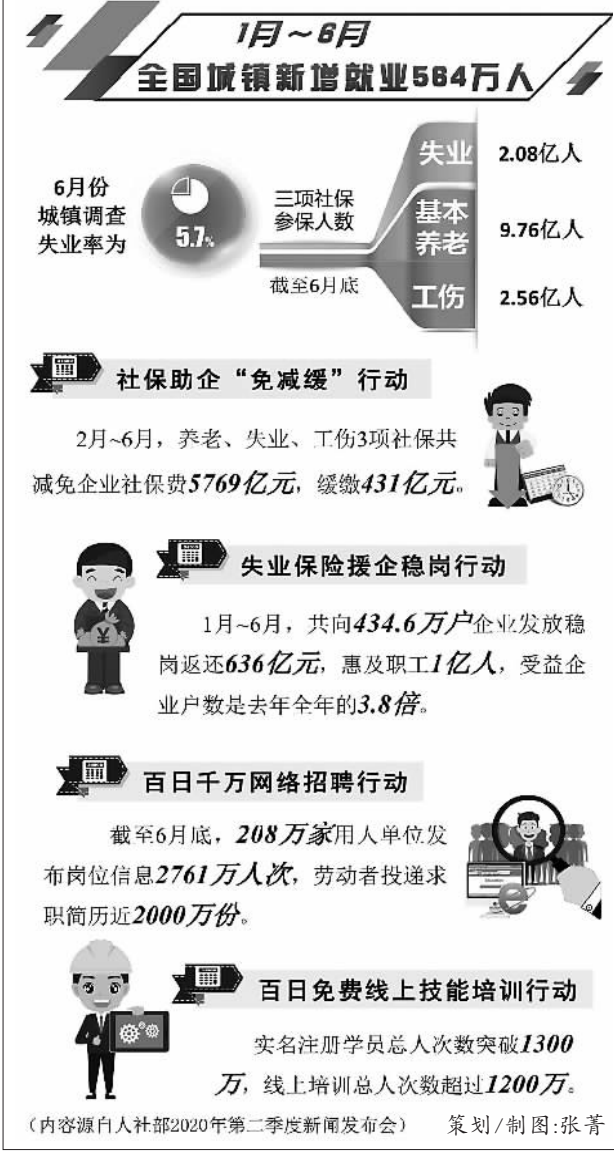 1月～6月
全国城镇新增就业564万人
6月份
城镇调查
失业率为
5.7%
三项社保
参保人数
截至6月底
失业
2.08亿人
基本
养老
9.76亿人
工伤
2.56亿人
社保助企“免减缓”行动
2月~6月，养老、失业、工伤3项社保共
减免企业社保费5769亿元，缓缴431亿元。
失业保险援企稳岗行动
¥
1月~6月，共向434.6万户企业发放稳
岗返还636亿元，惠及职工1亿人，受益企
业户数是去年全年的3.8倍。
百日千万网络招聘行动
截至6月底，208万家用人单位发
布岗位信息2761万人次，劳动者投递求
职简历近2000万份。
百日免费线上技能培训行动
实名注册学员总人次数突破1300
万，线上培训总人次数超过1200万。
（内容源自人社部2020年第二季度新闻发布会）
策划/制图:张菁